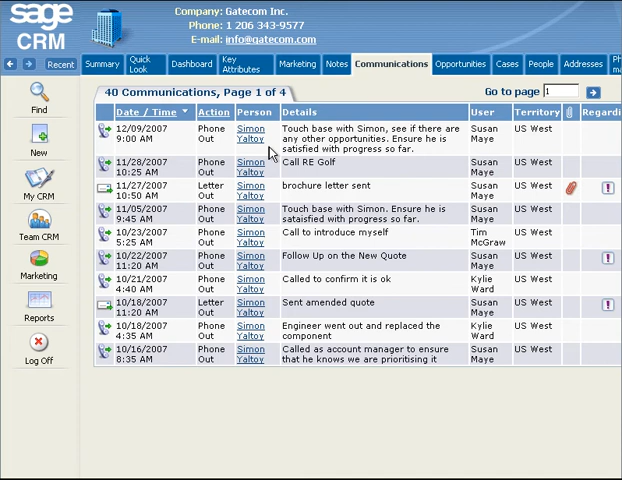 sage
CRM
Company:
Gatecom Inc.
Phone: 1 206 343-9577
E-mail: info@gatecom.com
Recent
Summary
Quick
Look
Dashboard
Key
Attributes
Marketing
Notes
Communications
Opportunities
Cases
People
Addresses
Find
New
My CRM
Team CRM
Marketing
Reports
Log Off
40 Communications, Page 1 of 4
Go to page 1
Date / Time Action Person Details User Territory Regardi
12/09/2007 Phone Simon Touch base with Simon, see if there are Susan US West
9:00 AM Out Yaltoy any other opportunities. Ensure he is Maye
satisfied with progress so far.
11/28/2007 Phone Simon Call RE Golf Susan US West
10:25 AM Out Yaltoy Maye
11/27/2007 Letter Simon brochure letter sent Susan US West
10:50 AM Out Yaltoy Maye
11/05/2007 Phone Simon Touch base with Simon. Ensure he is Susan US West
9:45 AM Out Yaltoy sataisfied with progress so far. Maye
10/23/2007 Phone Simon Call to introduce myself Tim US West
5:25 AM Out Yaltoy McGraw
10/22/2007 Phone Simon Follow Up on the New Quote Susan US West
11:20 AM Out Yaltoy Maye
10/21/2007 Phone Simon Called to confirm it is ok Kylie US West
4:40 AM Out Yaltoy Ward
10/18/2007 Letter Simon Sent amended quote Susan US West
11:20 AM Out Yaltoy Maye
10/18/2007 Phone Simon Engineer went out and replaced the Kylie US West
4:35 AM Out Yaltoy component Ward
10/16/2007 Phone Simon Called as account manager to ensure Susan US West
8:35 AM Out Yaltoy that he knows we are prioritising it Maye